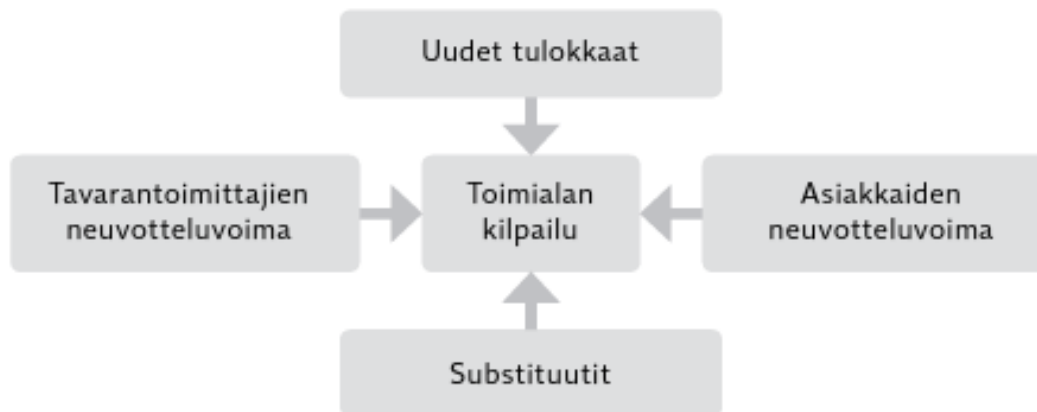 Uudet tulokkaat
Tavarantoimittajien
neuvotteluvoima
Toimialan
kilpailu
Asiakkaiden
neuvotteluvoima
Substituutit